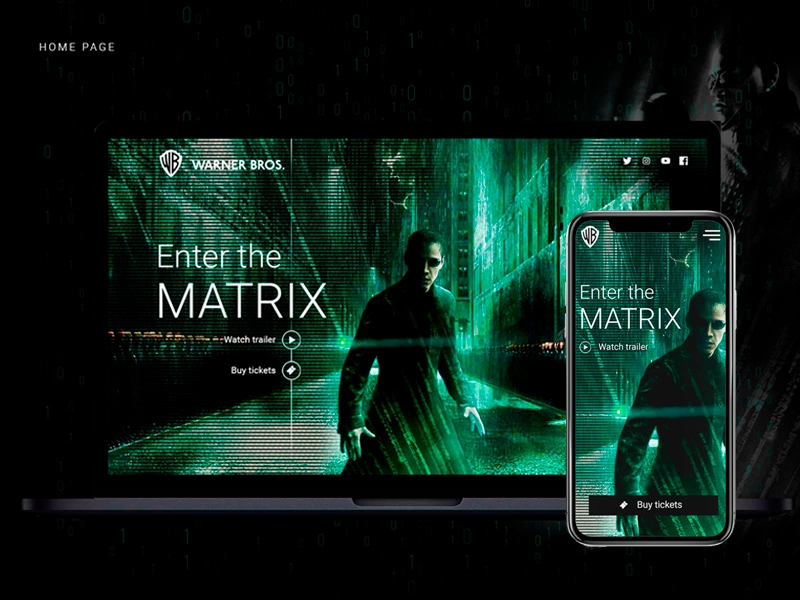 HOME PAGE
WB WARNER BROS.
Enter the
MATRIX
Watch trailer
Buy tickets
WB
Enter the
MATRIX
Watch trailer
Buy tickets